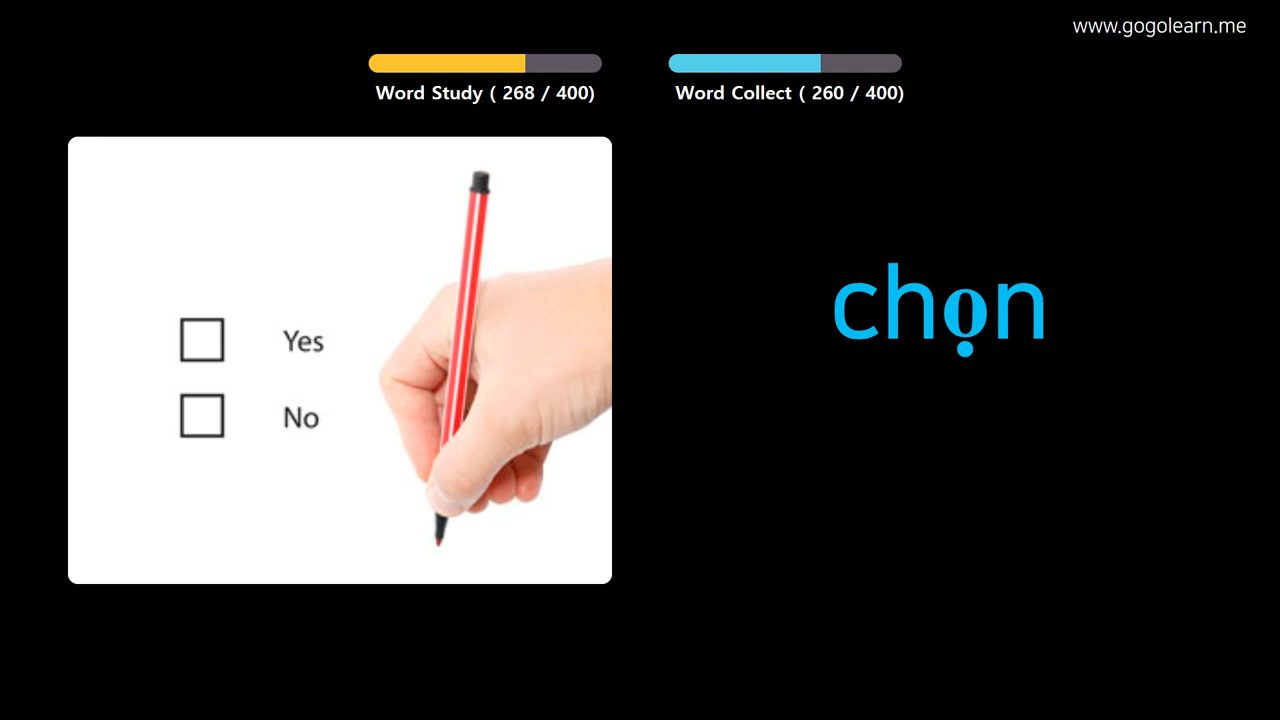 www.gogolearn.me
Word Study ( 268 / 400)
Word Collect ( 260 / 400)
Yes
No
chọn